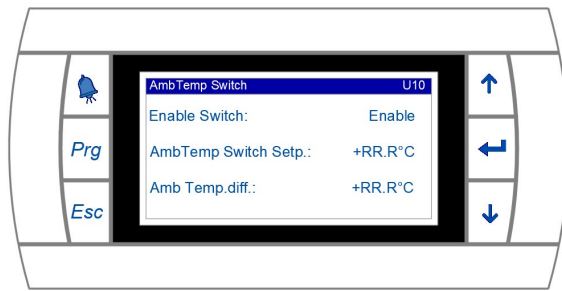 AmbTemp Switch U10
Enable Switch: Enable
Prg AmbTemp Switch Setp.: +RR.R°C
Amb Temp.diff.: +RR.R°C
Esc